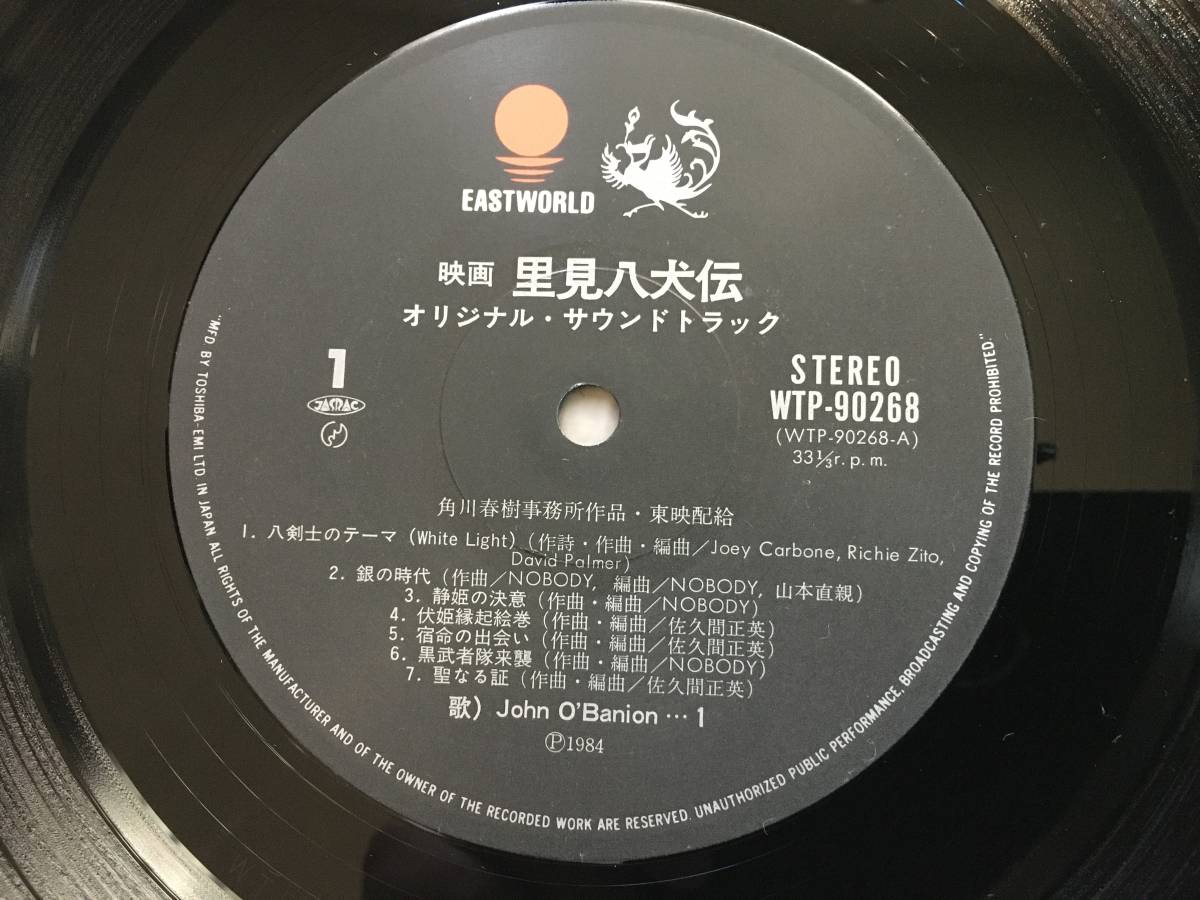 EASTWORLD
映画 里見八犬伝
オリジナル・サウンドトラック
1
JASRAC
STEREO
WTP-90268
(WTP-90268-A)
33⅓r.p.m.
角川春樹事務所作品・東映配給
1. 八剣士のテーマ (White Light) (作詩・作曲・編曲/Joey Carbone, Richie Zito,
David Palmer)
2. 銀の時代 (作曲/NOBODY, 編曲/NOBODY, 山本直親)
3. 静姫の決意 (作曲・編曲/NOBODY)
4. 伏姫縁起絵巻 (作曲・編曲/佐久間正英)
5. 宿命の出会い (作曲・編曲/佐久間正英)
6. 黒武者隊来襲 (作曲・編曲/NOBODY)
7. 聖なる証 (作曲・編曲/佐久間正英)
歌) John O'Banion … 1
Ⓟ1984
"MFD. BY TOSHIBA-EMI LTD IN JAPAN ALL RIGHTS OF THE MANUFACTURER AND OF THE OWNER OF THE RECORDED WORK ARE RESERVED. UNAUTHORIZED PUBLIC PERFORMANCE, BROADCASTING AND COPYING OF THE RECORD PROHIBITED."